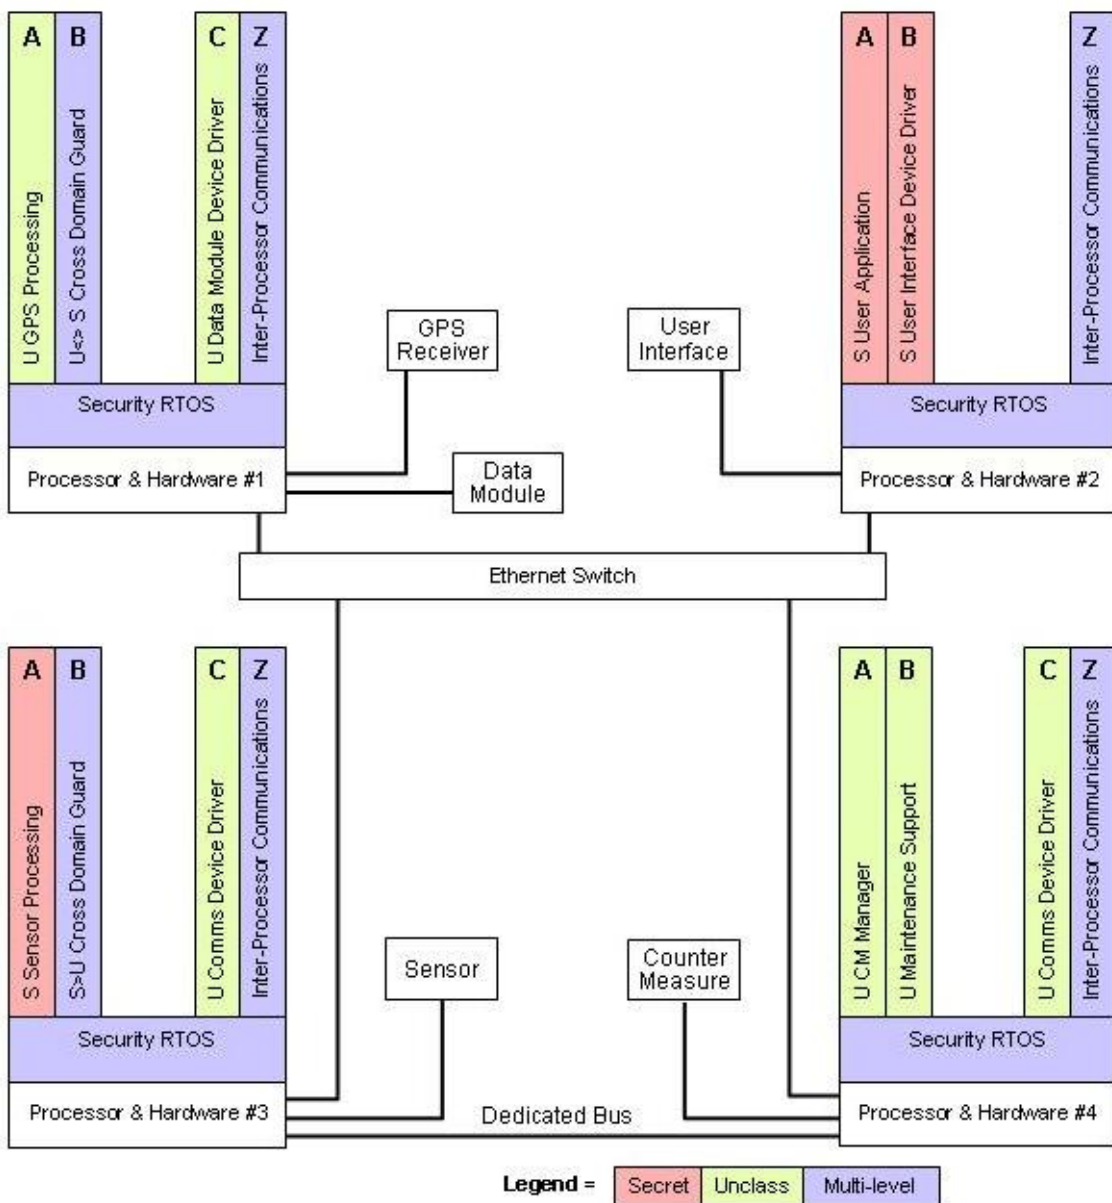 A B C Z
U GPS Processing
U<> S Cross Domain Guard
U Data Module Device Driver
Inter-Processor Communications
Security RTOS
Processor & Hardware #1
GPS
Receiver
Data
Module
User
Interface
A B Z
S User Application
S User Interface Device Driver
Inter-Processor Communications
Security RTOS
Processor & Hardware #2
Ethernet Switch
A B C Z
S Sensor Processing
S>U Cross Domain Guard
U Comms Device Driver
Inter-Processor Communications
Security RTOS
Processor & Hardware #3
Sensor
Counter
Measure
Dedicated Bus
A B C Z
U CM Manager
U Maintenance Support
U Comms Device Driver
Inter-Processor Communications
Security RTOS
Processor & Hardware #4
Legend = Secret Unclass Multi-level